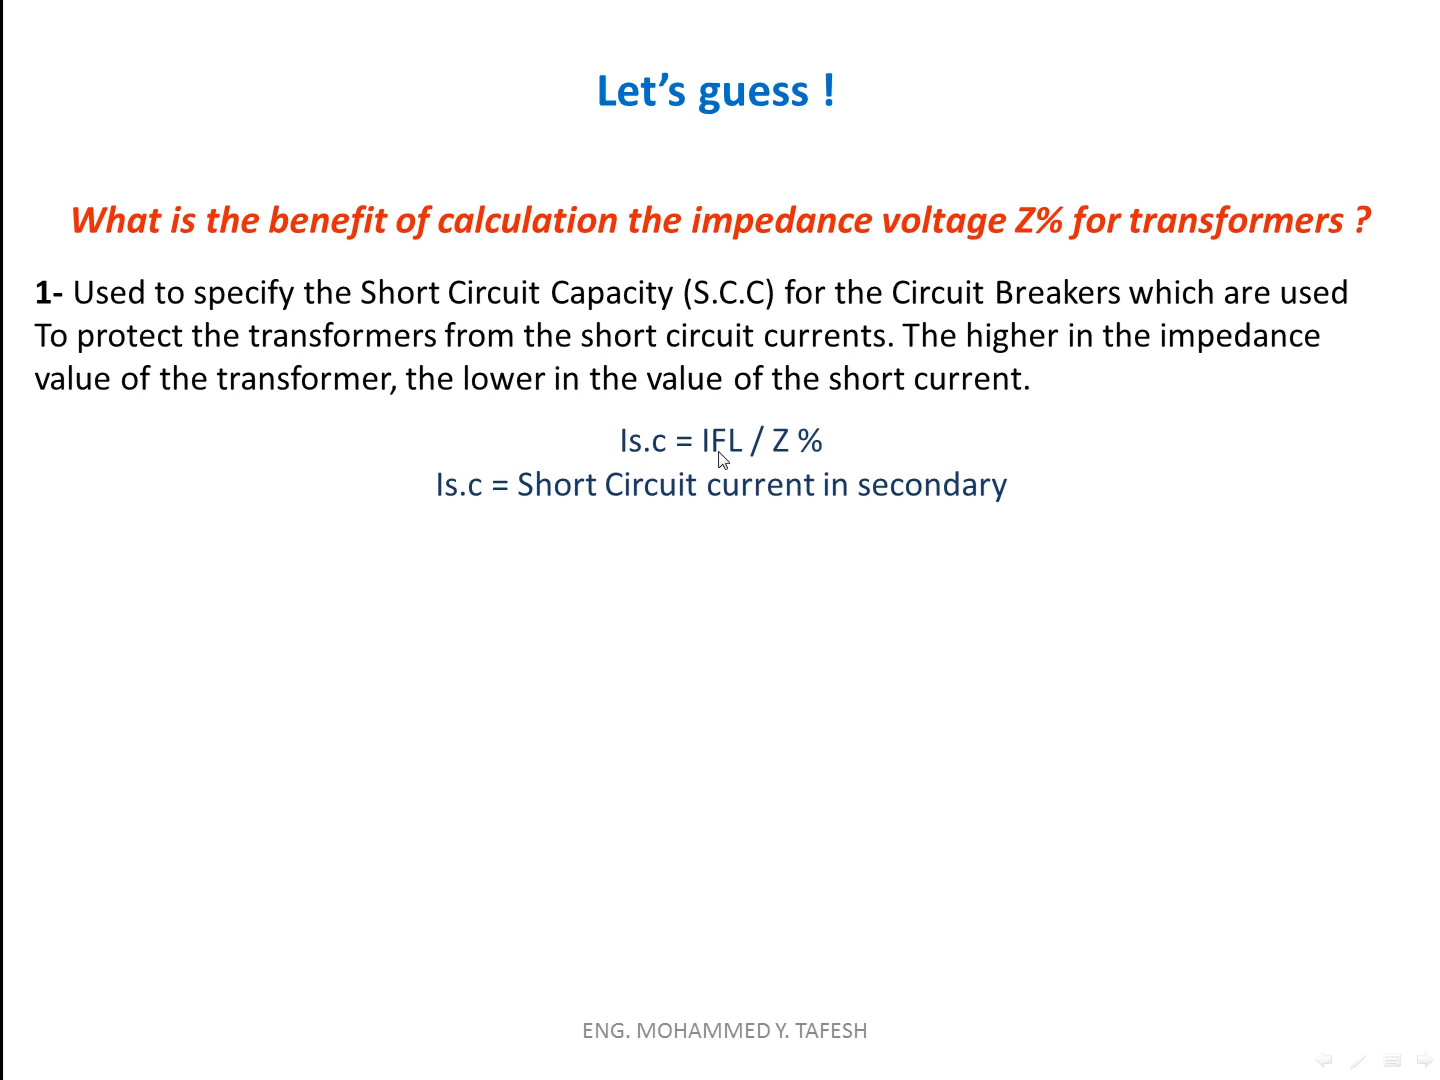 Let’s guess !
What is the benefit of calculation the impedance voltage Z% for transformers ?
1- Used to specify the Short Circuit Capacity (S.C.C) for the Circuit Breakers which are used
To protect the transformers from the short circuit currents. The higher in the impedance
value of the transformer, the lower in the value of the short current.
Is.c = IFL / Z %
Is.c = Short Circuit current in secondary
ENG. MOHAMMED Y. TAFESH